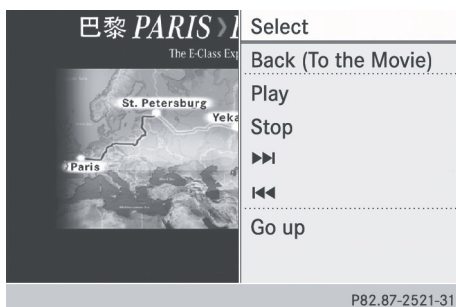 巴黎 PARIS
The E-Class Exp
St. Petersburg
Yeka
Paris
Select
Back (To the Movie)
Play
Stop
Go up
P82.87-2521-31